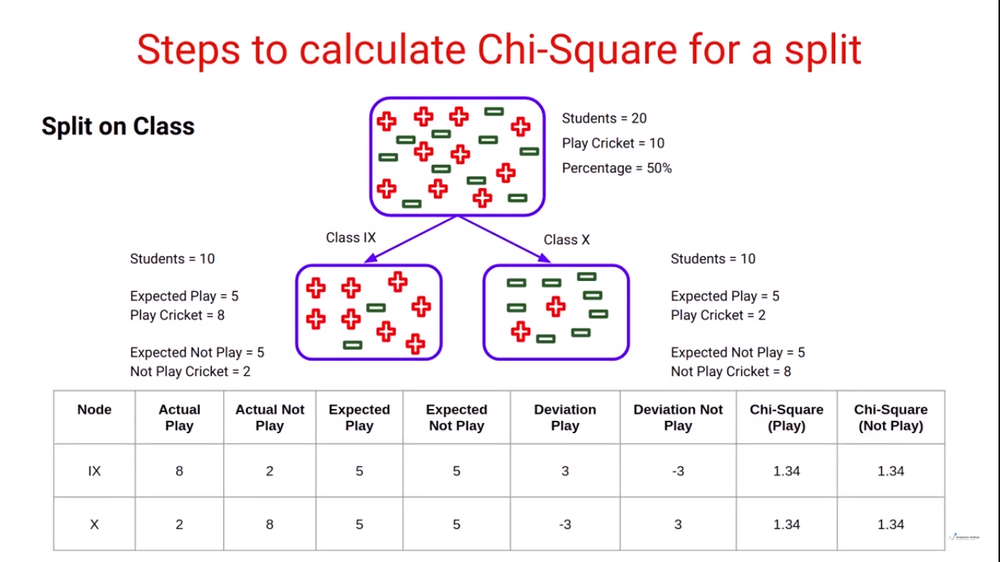 Steps to calculate Chi-Square for a split
Split on Class
Students = 20
Play Cricket = 10
Percentage = 50%
Class IX
Class X
Students = 10
Expected Play = 5
Play Cricket = 8
Expected Not Play = 5
Not Play Cricket = 2
Students = 10
Expected Play = 5
Play Cricket = 2
Expected Not Play = 5
Not Play Cricket = 8
Node Actual Play Actual Not Play Expected Play Expected Not Play Deviation Play Deviation Not Play Chi-Square (Play) Chi-Square (Not Play)
IX 8 2 5 5 3 -3 1.34 1.34
X 2 8 5 5 -3 3 1.34 1.34